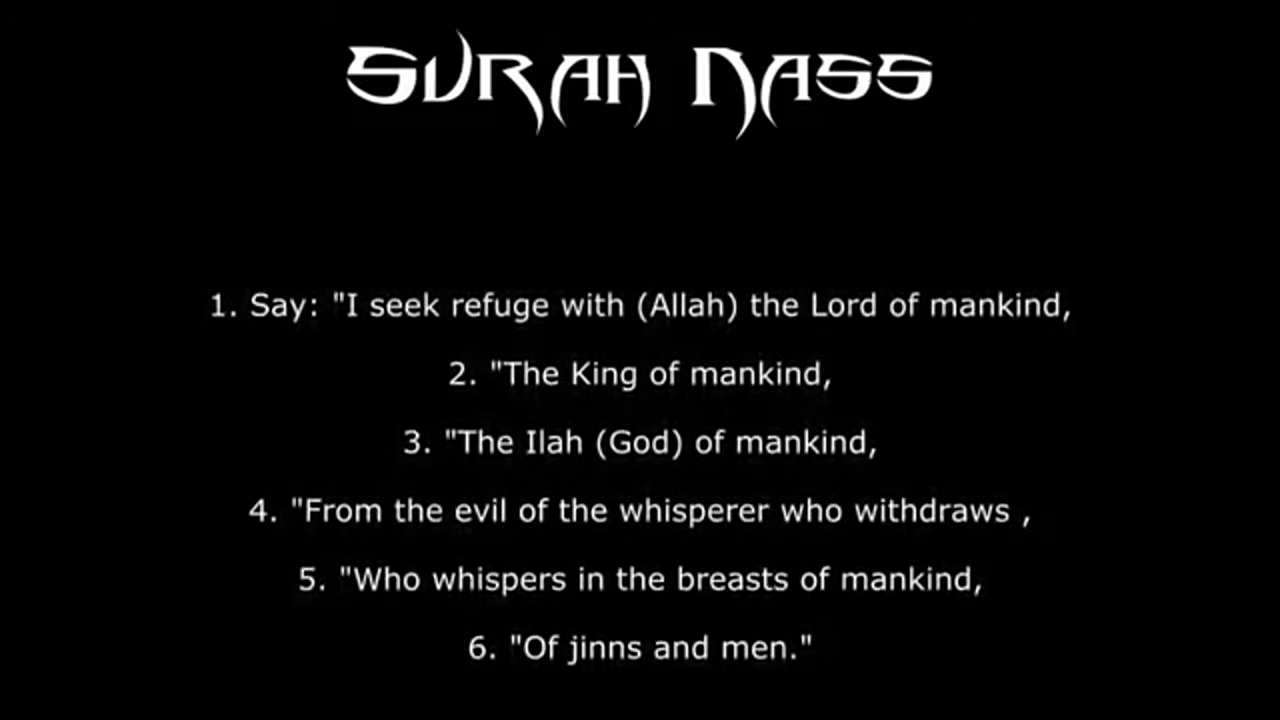 SURAH NASS
1. Say: "I seek refuge with (Allah) the Lord of mankind,
2. "The King of mankind,
3. "The Ilah (God) of mankind,
4. "From the evil of the whisperer who withdraws ,
5. "Who whispers in the breasts of mankind,
6. "Of jinns and men."